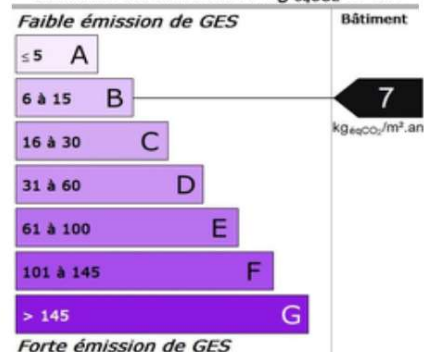 Faible émission de GES
Bâtiment
≤ 5 A
6 à 15 B
7
kgéqCO₂/m².an
16 à 30 C
31 à 60 D
61 à 100 E
101 à 145 F
> 145 G
Forte émission de GES